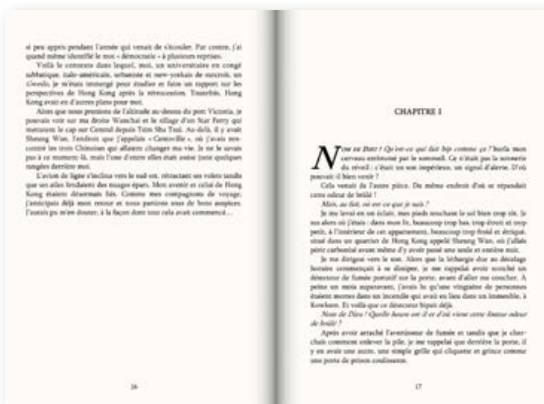 si peu appris pendant l'année qui venait de s'écouler. Par contre, j'ai
quand même identifié le mot « démocratie » à plusieurs reprises.
Voilà le contexte dans lequel, moi, un universitaire en congé
sabbatique, italo-américain, urbaniste et new-yorkais de surcroît, un
Gweilo, je m'étais immergé pour étudier et faire un rapport sur les
perspectives de Hong Kong après la rétrocession. Toutefois, Hong
Kong avait eu d'autres plans pour moi.
Alors que nous prenions de l'altitude au-dessus du port Victoria, je
pouvais voir sur ma droite Wanchai et le sillage d'un Star Ferry qui
mettaient le cap sur Central depuis Tsim Sha Tsui. Au-delà, il y avait
Sheung Wan, l'endroit que j'appelais « Cantoville », où j'avais ren-
contré les trois Chinoises qui allaient changer ma vie. Je ne le savais
pas à ce moment-là, mais l'une d'entre elles était assise juste quelques
rangées derrière moi.
L'avion de ligne s'inclina vers le sud-est, rétractant ses volets tandis
que ses ailes fendaient des nuages épars. Mon avenir et celui de Hong
Kong étaient désormais liés. Comme mes compagnons de voyage,
j'anticipais déjà mon retour et nous partions sous de bons auspices.
J'aurais pu m'en douter, à la façon dont tout cela avait commencé…
16
CHAPITRE I
NOM DE DIEU ! Qu'est-ce qui fait bip comme ça ? hurla mon
cerveau embrumé par le sommeil. Ce n'était pas la sonnerie
du réveil : c'était un son impérieux, un signal d'alerte. D'où
pouvait-il bien venir ?
Cela venait de l'autre pièce. Du même endroit d'où se répandait
cette odeur de brûlé !
Mais, au fait, où est-ce que je suis ?
Je me levai en un éclair, mes pieds touchant le sol bien trop tôt. Je
sus alors où j'étais : dans mon lit, beaucoup trop bas, trop étroit et trop
petit, à l'intérieur de cet appartement, beaucoup trop froid et étriqué,
situé dans un quartier de Hong Kong appelé Sheung Wan, où j'allais
périr carbonisé avant même d'y avoir passé une seule et entière nuit.
Je me dirigeai vers le son. Alors que la léthargie due au décalage
horaire commençait à se dissiper, je me rappelai avoir scotché un
détecteur de fumée portatif sur la porte, avant d'aller me coucher. À
peine un mois auparavant, j'avais lu qu'une vingtaine de personnes
étaient mortes dans un incendie qui avait eu lieu dans un immeuble, à
Kowloon. Et voilà que ce détecteur bipait déjà.
Nom de Dieu ! Quelle heure est-il et d'où vient cette foutue odeur
de brûlé ?
Après avoir arraché l'avertisseur de fumée et tandis que je cher-
chais comment enlever la pile, je me rappelai que derrière la porte, il
y en avait une autre, une simple grille qui cliquette et grince comme
une porte de prison coulissante.
17